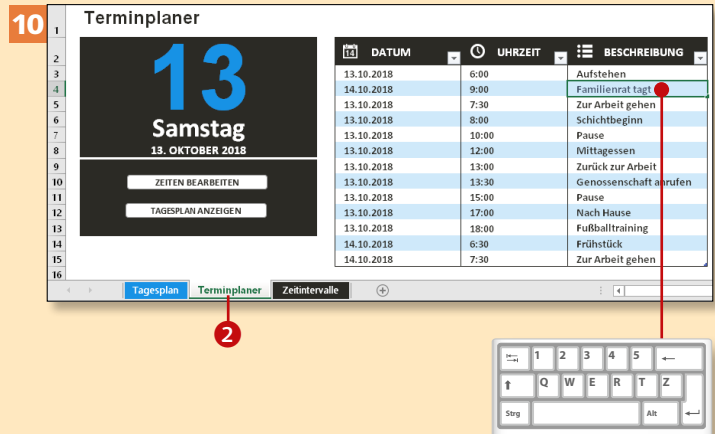 10
Terminplaner
1
2
14 DATUM UHRZEIT BESCHREIBUNG
3 13.10.2018 6:00 Aufstehen
4 14.10.2018 9:00 Familienrat tagt
5 13.10.2018 7:30 Zur Arbeit gehen
6 13.10.2018 8:00 Schichtbeginn
7 13.10.2018 10:00 Pause
8 13.10.2018 12:00 Mittagessen
9 13.10.2018 13:00 Zurück zur Arbeit
10 13.10.2018 13:30 Genossenschaft anrufen
11 13.10.2018 15:00 Pause
12 13.10.2018 17:00 Nach Hause
13 13.10.2018 18:00 Fußballtraining
14 14.10.2018 6:30 Frühstück
15 14.10.2018 7:30 Zur Arbeit gehen
16
13
Samstag
13. OKTOBER 2018
ZEITEN BEARBEITEN
TAGESPLAN ANZEIGEN
Tagesplan Terminplaner Zeitintervalle
2
1 2 3 4 5
Q W E R T Z
Strg Alt